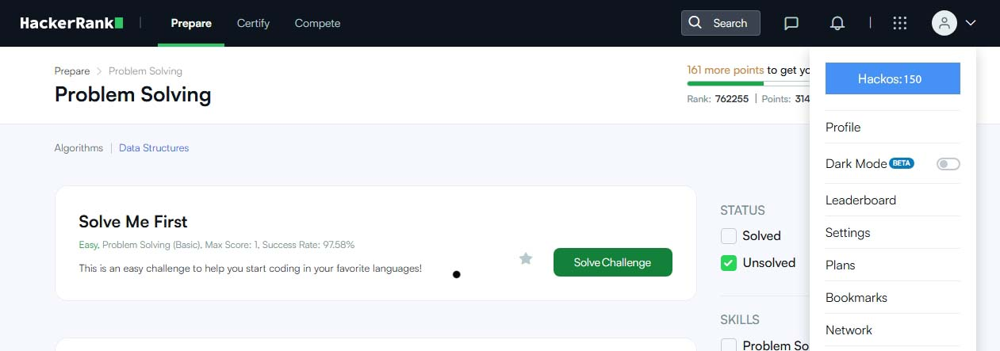 HackerRank Prepare Certify Compete Search
Prepare Problem Solving
Problem Solving
161 more points to get yo
Rank: 762255 | Points: 314
Hackos: 150
Profile
Dark Mode BETA
Leaderboard
Settings
Plans
Bookmarks
Network
Algorithms | Data Structures
Solve Me First
Easy, Problem Solving (Basic), Max Score: 1, Success Rate: 97.58%
This is an easy challenge to help you start coding in your favorite languages!
Solve Challenge
STATUS
Solved
Unsolved
SKILLS
Problem So